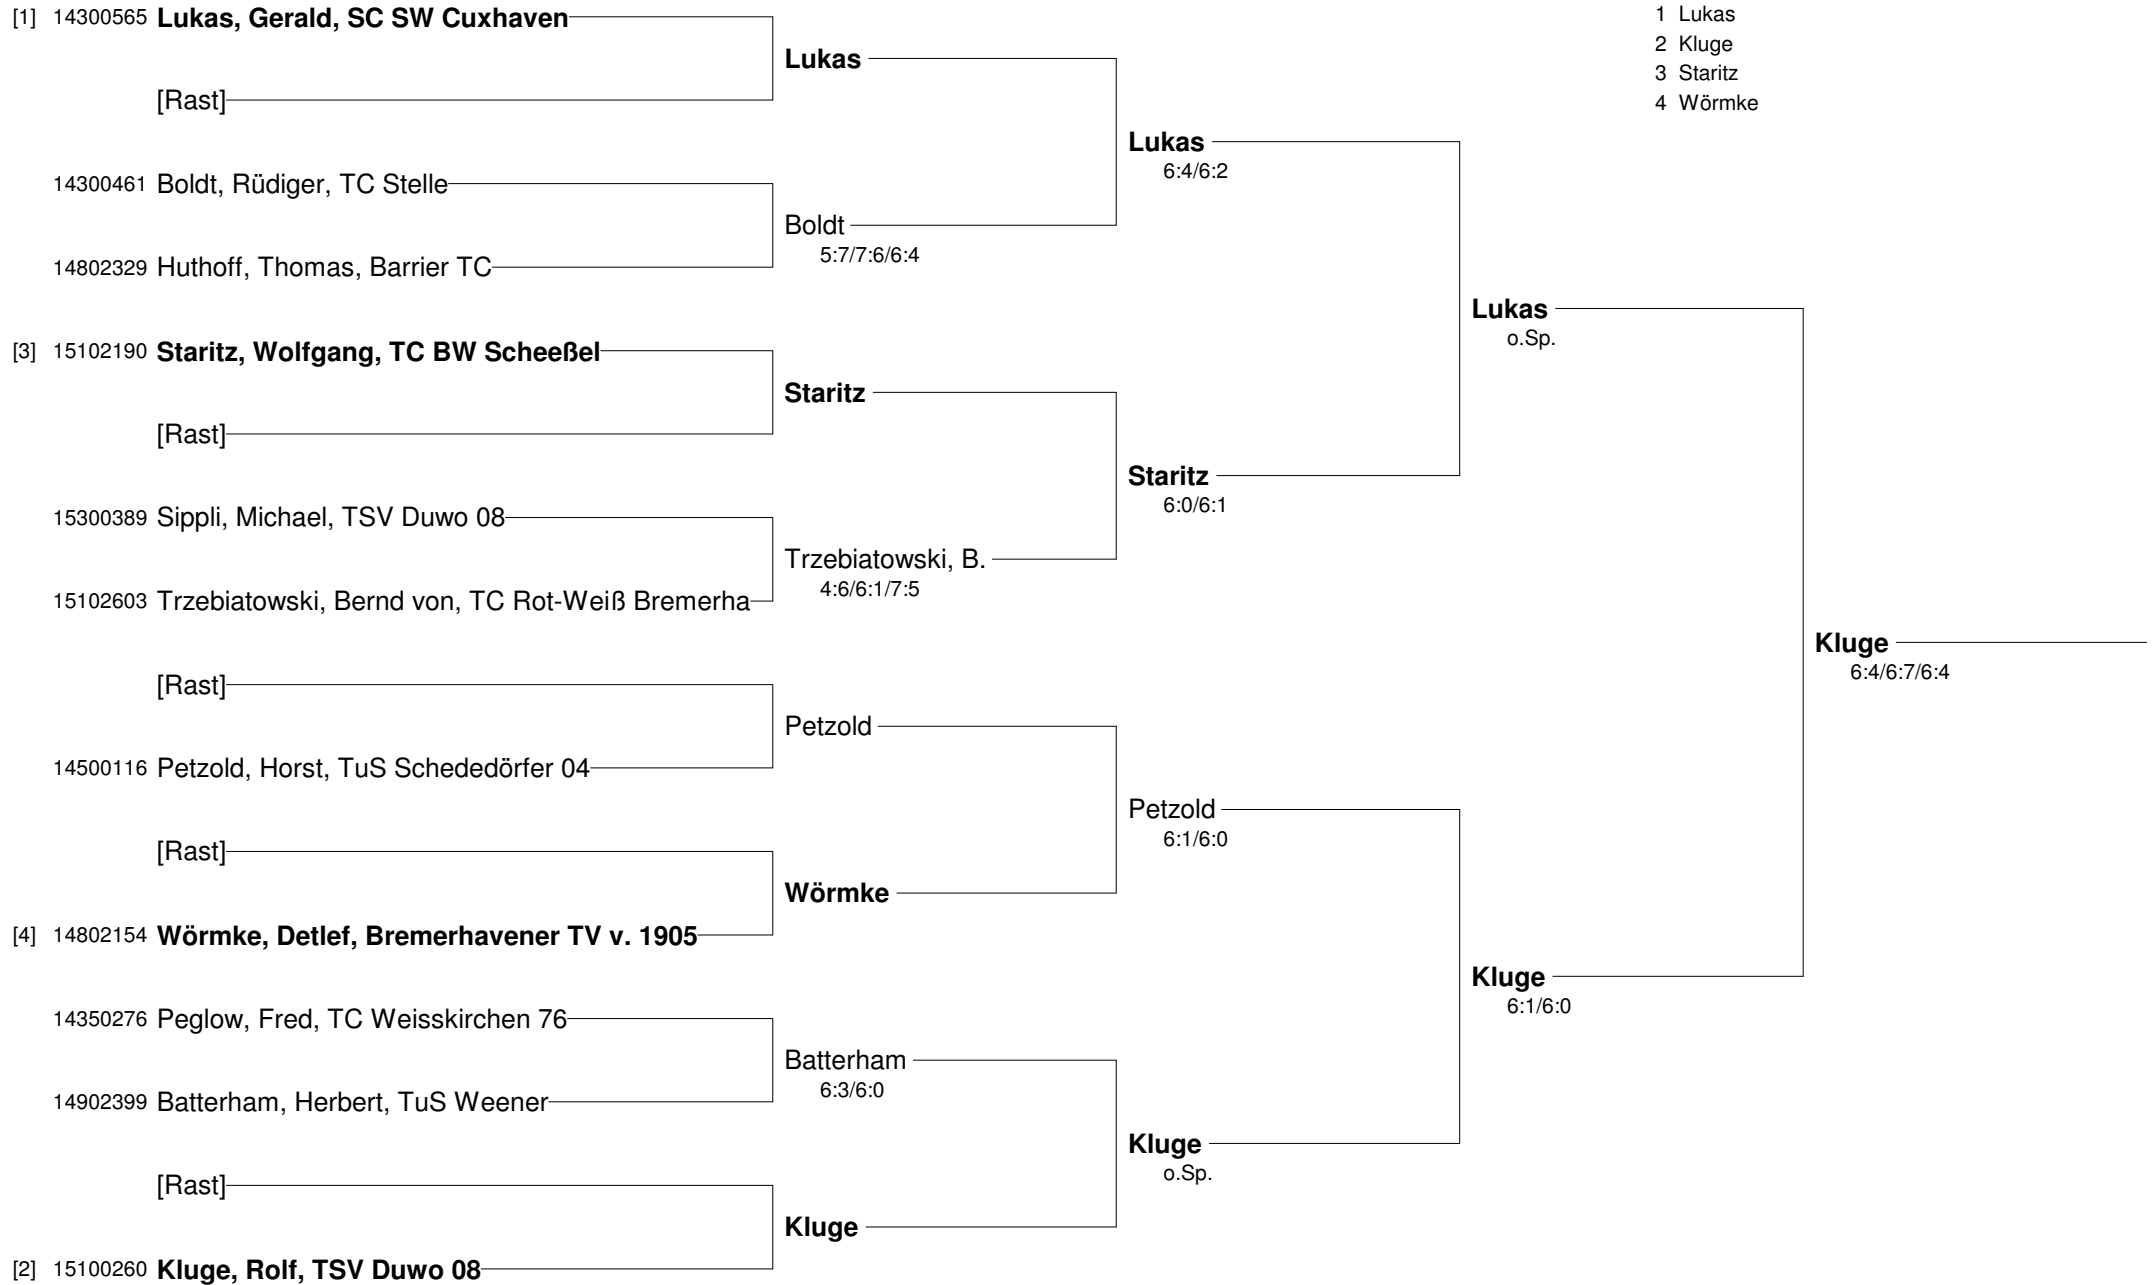 1 Lukas
2 Kluge
3 Staritz
4 Wörmke
[1] 14300565 Lukas, Gerald, SC SW Cuxhaven
Lukas
[Rast]
Lukas
6:4/6:2
14300461 Boldt, Rüdiger, TC Stelle
Boldt
5:7/7:6/6:4
14802329 Huthoff, Thomas, Barrier TC
Lukas
o.Sp.
[3] 15102190 Staritz, Wolfgang, TC BW Scheeßel
Staritz
[Rast]
Staritz
6:0/6:1
15300389 Sippli, Michael, TSV Duwo 08
Trzebiatowski, B.
4:6/6:1/7:5
15102603 Trzebiatowski, Bernd von, TC Rot-Weiß Bremerha
Kluge
6:4/6:7/6:4
[Rast]
Petzold
14500116 Petzold, Horst, TuS Schededörfer 04
Petzold
6:1/6:0
[Rast]
Wörmke
[4] 14802154 Wörmke, Detlef, Bremerhavener TV v. 1905
Kluge
6:1/6:0
14350276 Peglow, Fred, TC Weisskirchen 76
Batterham
6:3/6:0
14902399 Batterham, Herbert, TuS Weener
Kluge
o.Sp.
[Rast]
Kluge
[2] 15100260 Kluge, Rolf, TSV Duwo 08